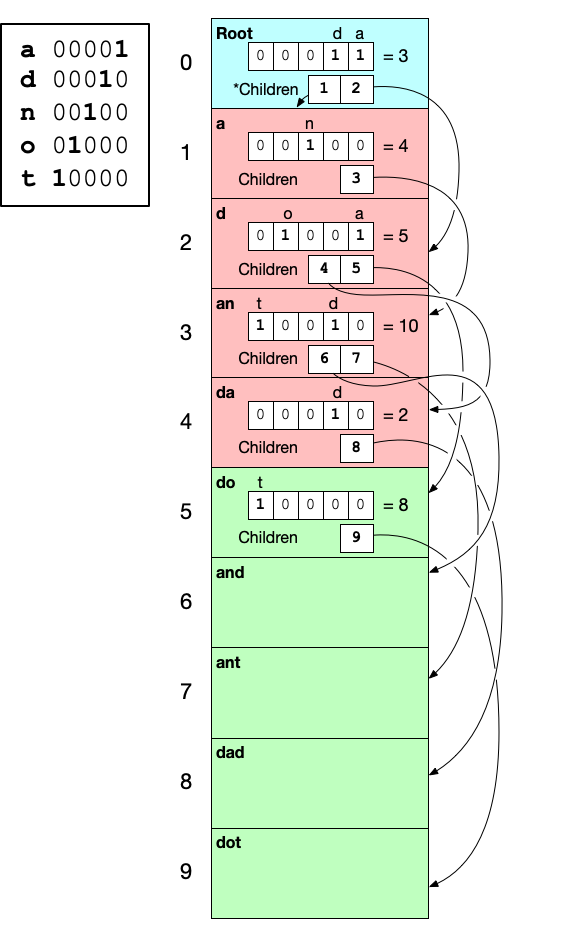 a 00001
d 00010
n 00100
o 01000
t 10000
0
Root
d a
0 0 0 1 1 = 3
*Children 1 2
1
a
n
0 0 1 0 0 = 4
Children 3
2
d
o a
0 1 0 0 1 = 5
Children 4 5
3
an
t d
1 0 0 1 0 = 10
Children 6 7
4
da
d
0 0 0 1 0 = 2
Children 8
5
do
t
1 0 0 0 0 = 8
Children 9
6
and
7
ant
8
dad
9
dot